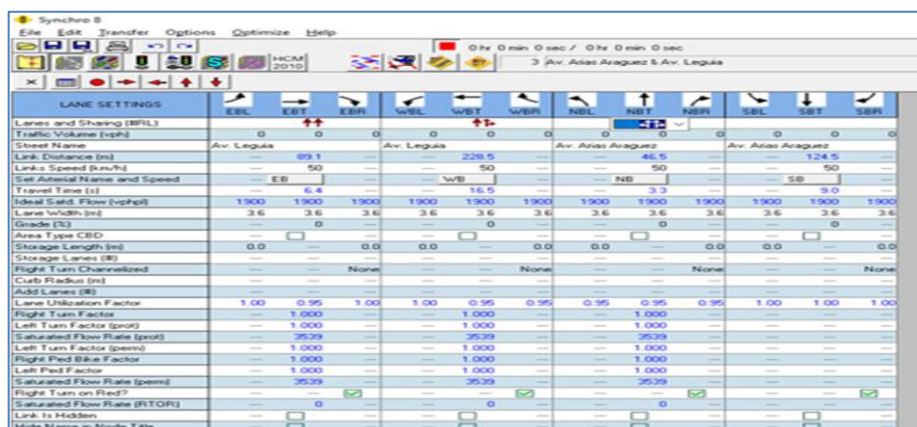 Synchro 8
File Edit Transfer Options Optimize Help
0 hr 0 min 0 sec / 0 hr 0 min 0 sec
HCM 2010 3 Av. Arias Araguez & Av. Leguia
LANE SETTINGS EBL EBT EBR WBL WBT WBR NBL NBT NBR SBL SBT SBR
Lanes and Sharing (#RL)
Traffic Volume (vph) 0 0 0 0 0 0 0 0 0 0 0 0
Street Name Av. Leguia Av. Leguia Av. Arias Araguez Av. Arias Araguez
Link Distance (m) — 89.1 — — 228.5 — — 46.5 — — 124.5 —
Links Speed (km/h) — 50 — — 50 — — 50 — — 50 —
Set Arterial Name and Speed — EB — — WB — — NB — — SB —
Travel Time (s) — 6.4 — — 16.5 — — 3.3 — — 9.0 —
Ideal Satd. Flow (vphpl) 1900 1900 1900 1900 1900 1900 1900 1900 1900 1900 1900 1900
Lane Width (m) 3.6 3.6 3.6 3.6 3.6 3.6 3.6 3.6 3.6 3.6 3.6 3.6
Grade (%) — 0 — — 0 — — 0 — — 0 —
Area Type CBD — — — — — — — —
Storage Length (m) 0.0 — 0.0 0.0 — 0.0 0.0 — 0.0 0.0 — 0.0
Storage Lanes (#) — — — — — — — — — — — —
Right Turn Channelized — — None — — None — — None — — None
Curb Radius (m) — — — — — — — — — — — —
Add Lanes (#) — — — — — — — — — — — —
Lane Utilization Factor 1.00 0.95 1.00 1.00 0.95 0.95 0.95 0.95 0.95 1.00 1.00 1.00
Right Turn Factor — 1.000 — — 1.000 — — 1.000 — — — —
Left Turn Factor (prot) — 1.000 — — 1.000 — — 1.000 — — — —
Saturated Flow Rate (prot) — 3539 — — 3539 — — 3539 — — — —
Left Turn Factor (perm) — 1.000 — — 1.000 — — 1.000 — — — —
Right Ped Bike Factor — 1.000 — — 1.000 — — 1.000 — — — —
Left Ped Factor — 1.000 — — 1.000 — — 1.000 — — — —
Saturated Flow Rate (perm) — 3539 — — 3539 — — 3539 — — — —
Right Turn on Red? — — — — — — — —
Saturated Flow Rate (RTOR) — 0 — — 0 — — 0 — — — —
Link Is Hidden — — — — — — — —
Hide Name in Node Title — — — — — — — —